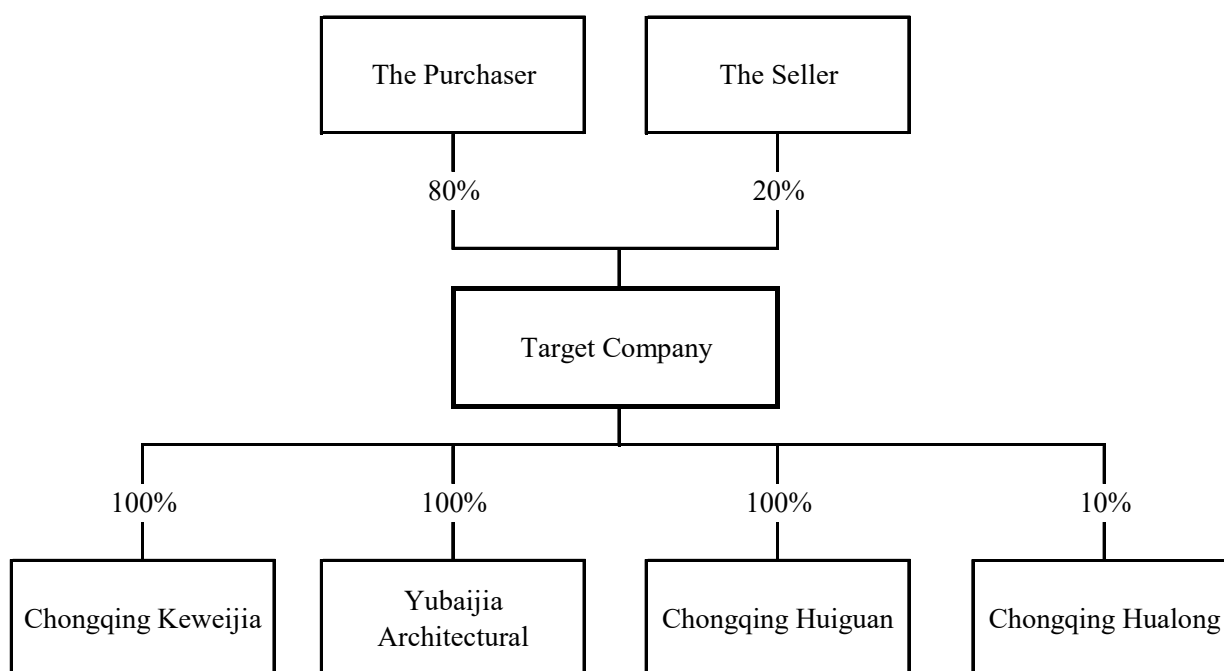 The Purchaser
The Seller
80%
20%
Target Company
100%
100%
100%
10%
Chongqing Keweijia
Yubaijia
Architectural
Chongqing Huiguan
Chongqing Hualong